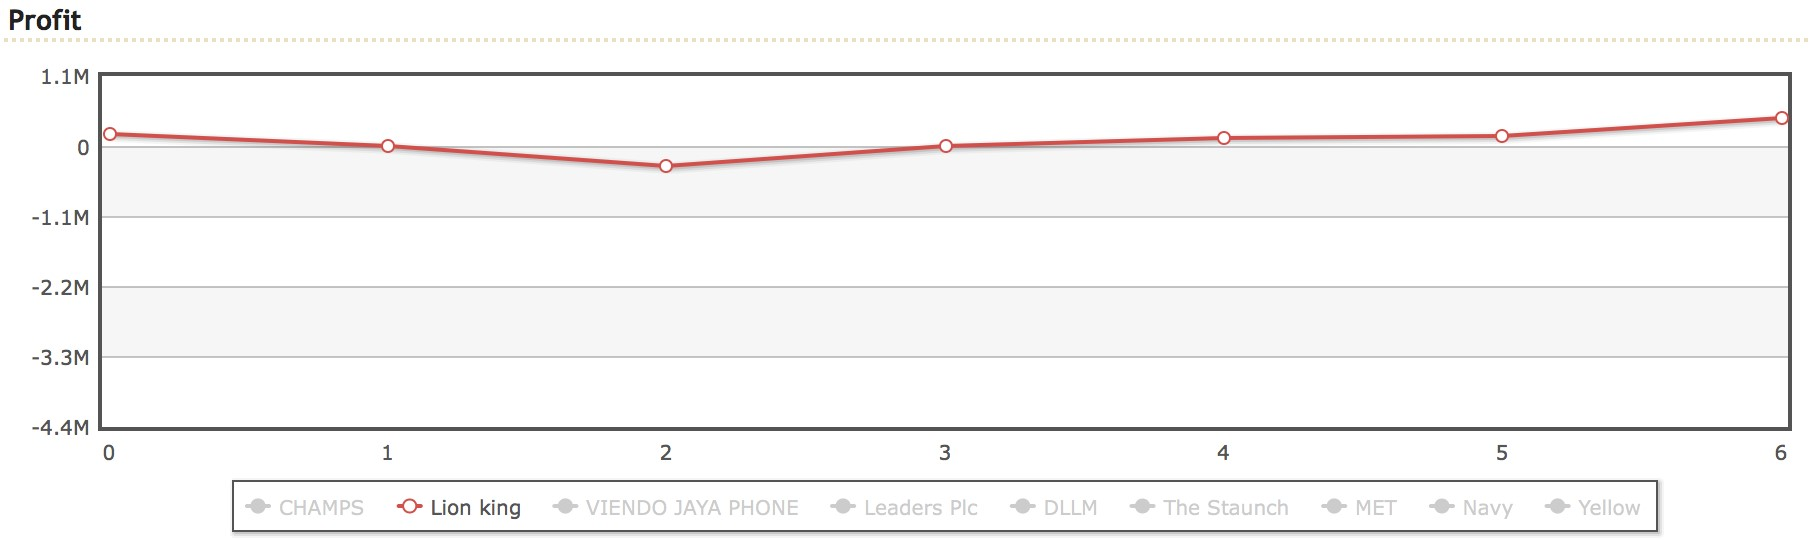 Profit
1.1M
0
-1.1M
-2.2M
-3.3M
-4.4M
0 1 2 3 4 5 6
CHAMPS Lion king VIENDO JAYA PHONE Leaders Plc DLLM The Staunch MET Navy Yellow